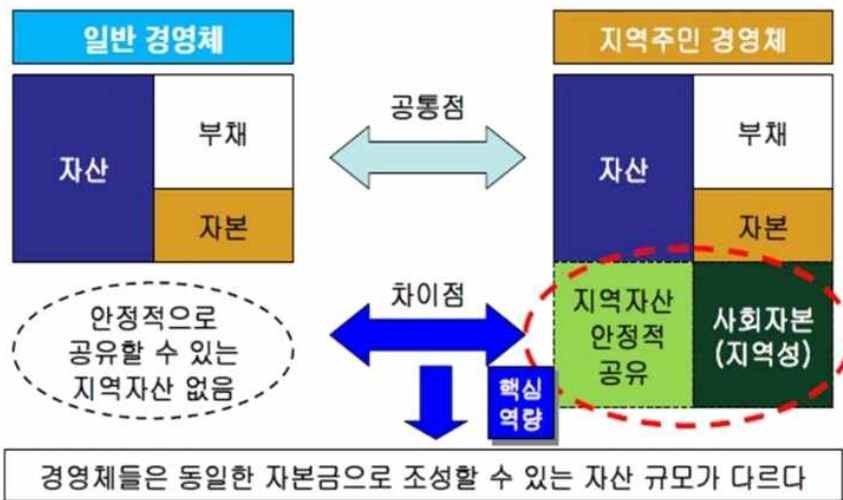 일반 경영체
지역주민 경영체
자산
부채
자본
공통점
자산
부채
자본
안정적으로
공유할 수 있는
지역자산 없음
차이점
핵심
역량
지역자산
안정적
공유
사회자본
(지역성)
경영체들은 동일한 자본금으로 조성할 수 있는 자산 규모가 다르다